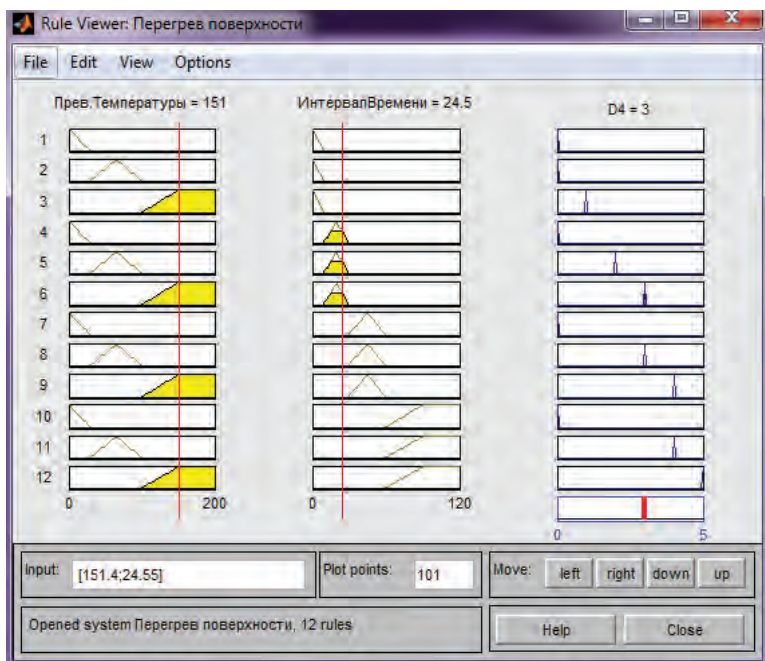 Rule Viewer: Перегрев поверхности
File Edit View Options
Прев.Температуры = 151
ИнтервалВремени = 24.5
D4 = 3
1
2
3
4
5
6
7
8
9
10
11
12
0 200
0 120
0 5
Input: [151.4;24.55]
Plot points: 101
Move: left right down up
Opened system Перегрев поверхности, 12 rules
Help Close